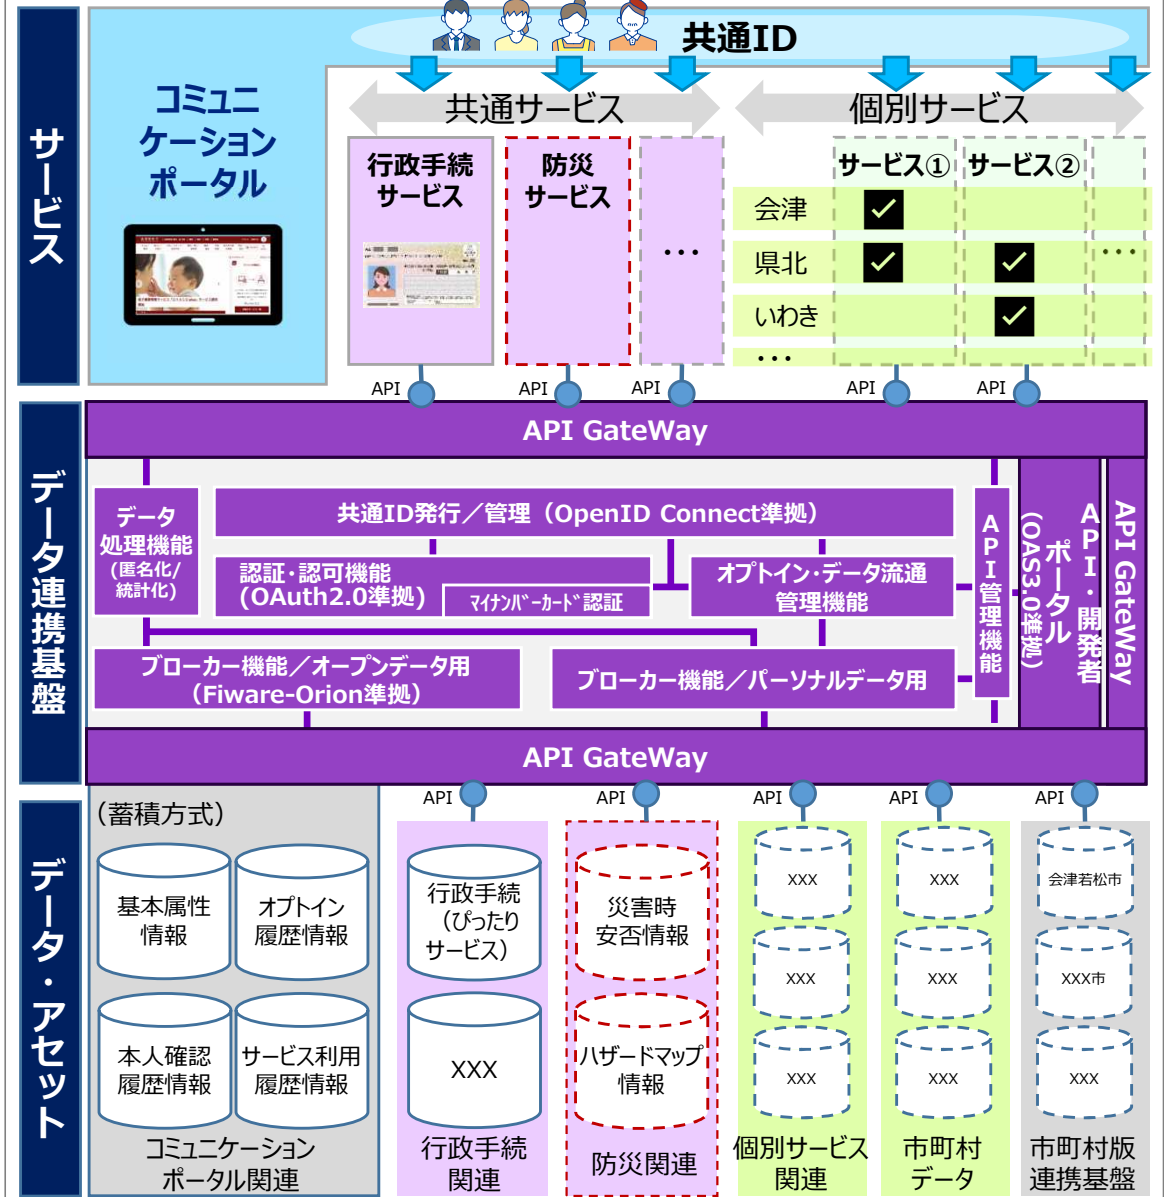 サービス
共通ID
コミュニ
ケーション
ポータル
共通サービス
個別サービス
行政手続
サービス
防災
サービス
・・・
サービス①
サービス②
会津
県北
いわき
・・・
・・・
API
API
API
API
API
データ連携基盤
API GateWay
データ
処理機能
(匿名化/
統計化)
共通ID発行／管理（OpenID Connect準拠）
認証・認可機能
(OAuth2.0準拠)
マイナンバーカード認証
オプトイン・データ流通
管理機能
API管理機能
API・開発者
ポータル
(OAS3.0準拠)
API GateWay
ブローカー機能／オープンデータ用
（Fiware-Orion準拠）
ブローカー機能／パーソナルデータ用
API GateWay
データ・アセット
API
API
API
API
API
（蓄積方式）
基本属性
情報
オプトイン
履歴情報
本人確認
履歴情報
サービス利用
履歴情報
コミュニケーション
ポータル関連
行政手続
（ぴったり
サービス）
XXX
行政手続
関連
災害時
安否情報
ハザードマップ
情報
防災関連
XXX
XXX
XXX
個別サービス
関連
XXX
XXX
XXX
市町村
データ
会津若松市
XXX市
XXX
市町村版
連携基盤